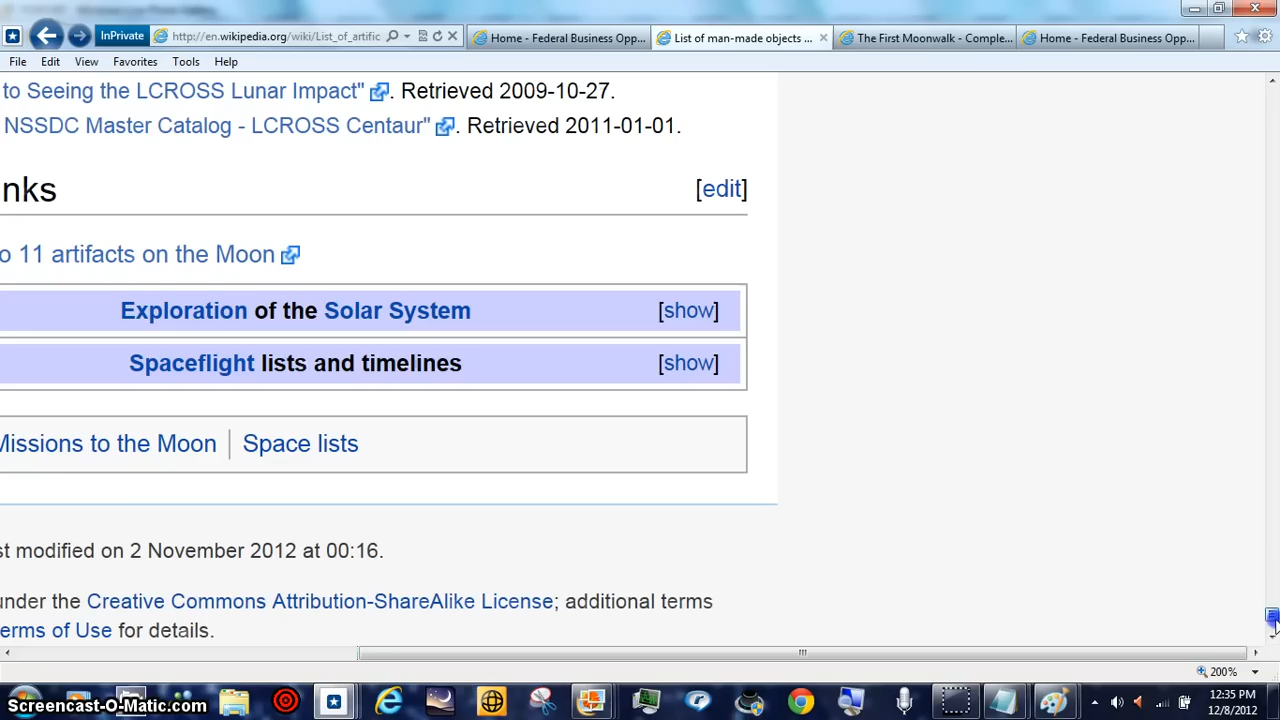 InPrivate
http://en.wikipedia.org/wiki/List_of_artific
Home - Federal Business Opp...
List of man-made objects ...
The First Moonwalk - Comple...
Home - Federal Business Opp...
File Edit View Favorites Tools Help
to Seeing the LCROSS Lunar Impact" . Retrieved 2009-10-27.
NSSDC Master Catalog - LCROSS Centaur" . Retrieved 2011-01-01.
nks [edit]
o 11 artifacts on the Moon
Exploration of the Solar System [show]
Spaceflight lists and timelines [show]
Missions to the Moon | Space lists
st modified on 2 November 2012 at 00:16.
under the Creative Commons Attribution-ShareAlike License; additional terms
erms of Use for details.
200%
Screencast-O-Matic.com
12:35 PM
12/8/2012